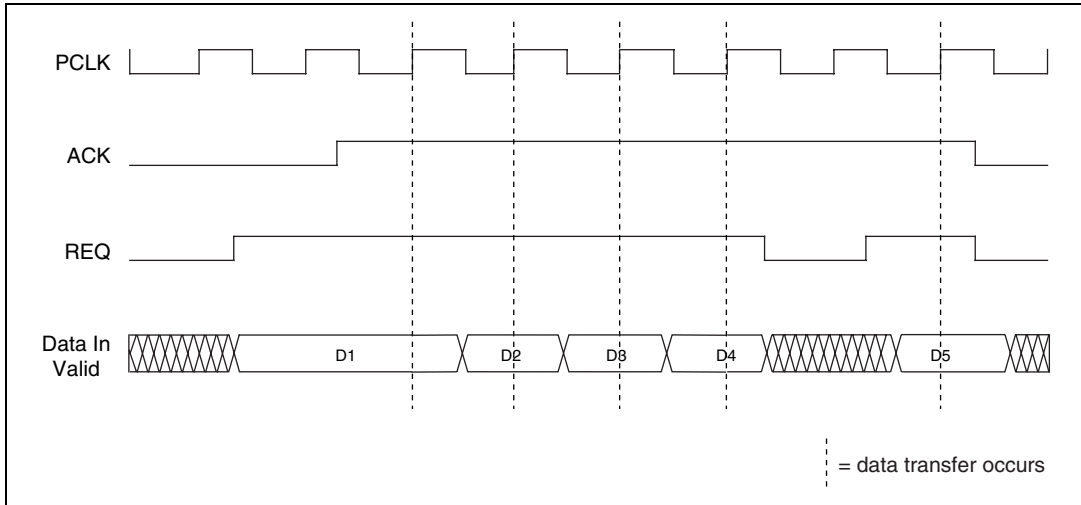 PCLK
ACK
REQ
Data In
Valid
D1 D2 D3 D4 D5
= data transfer occurs